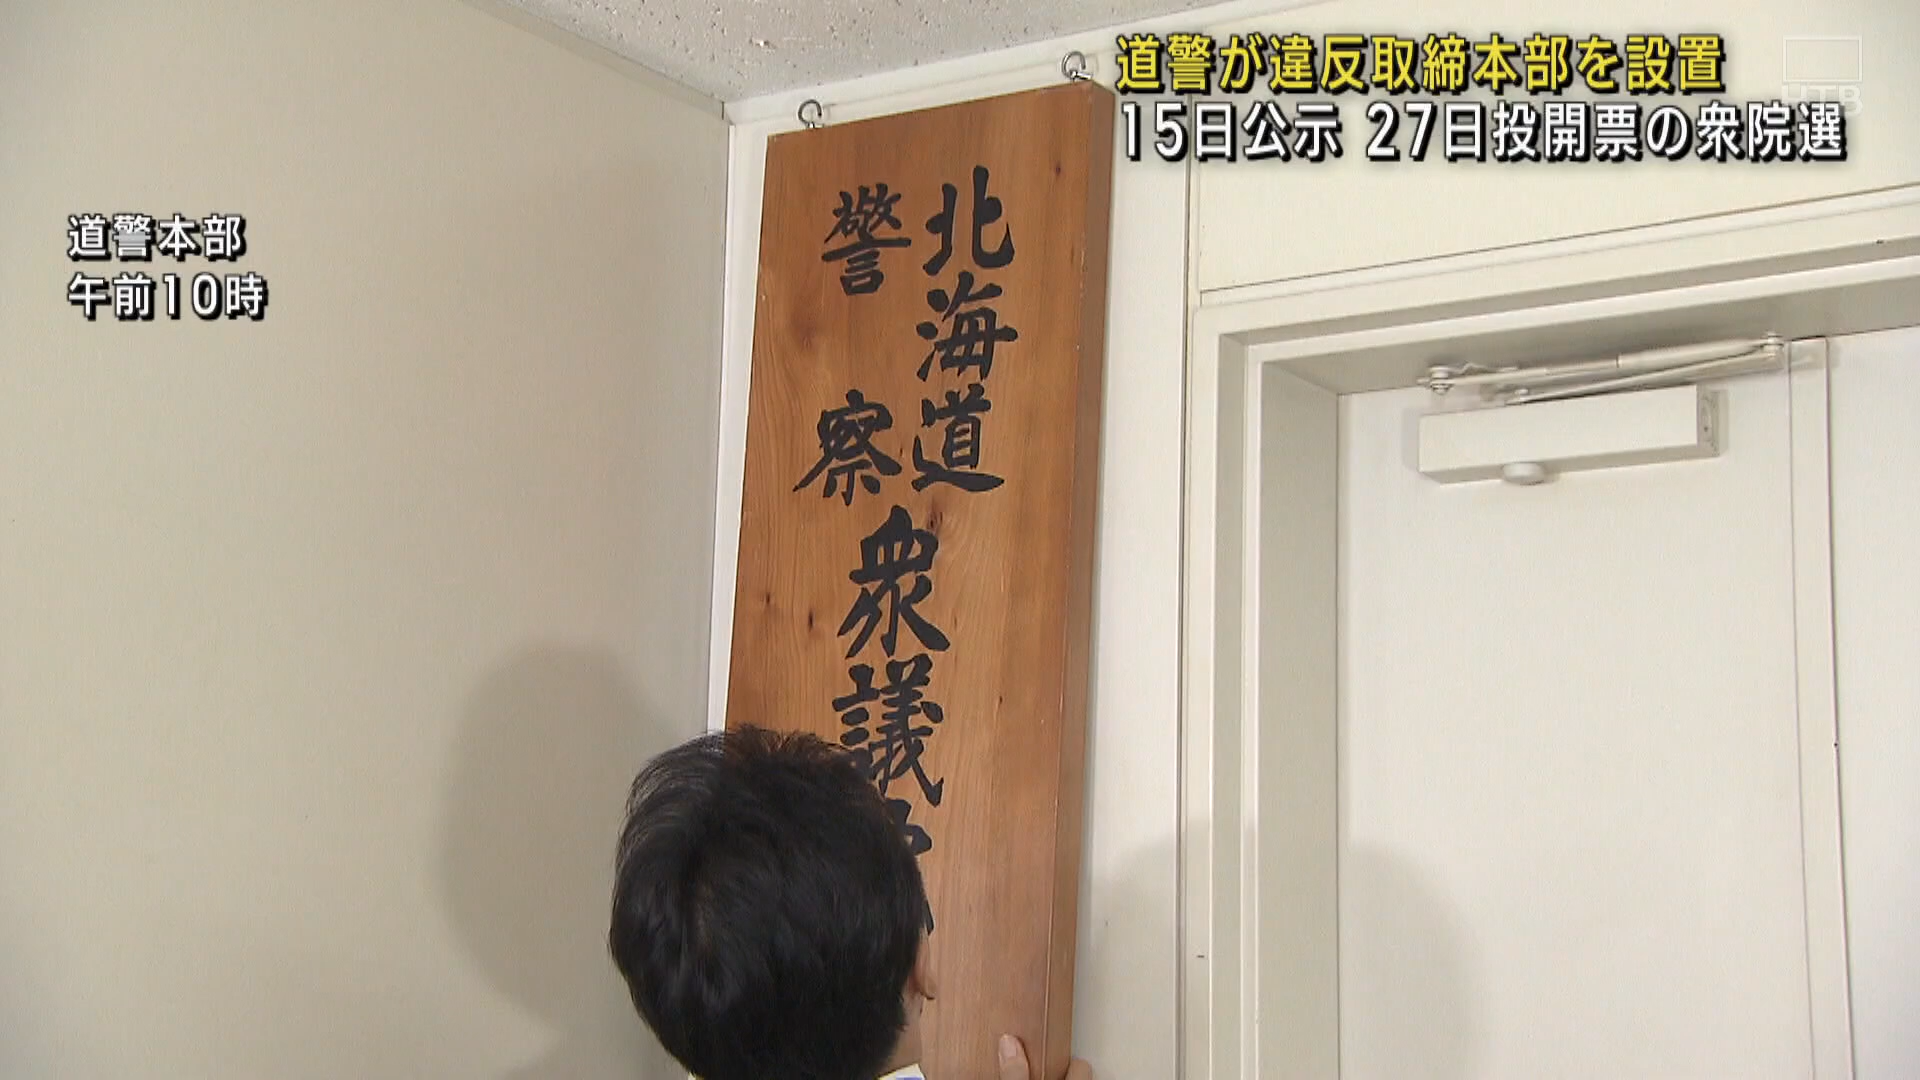 道警が違反取締本部を設置
15日公示 27日投開票の衆院選
HTB
道警本部
午前10時
北海道
警察
衆議